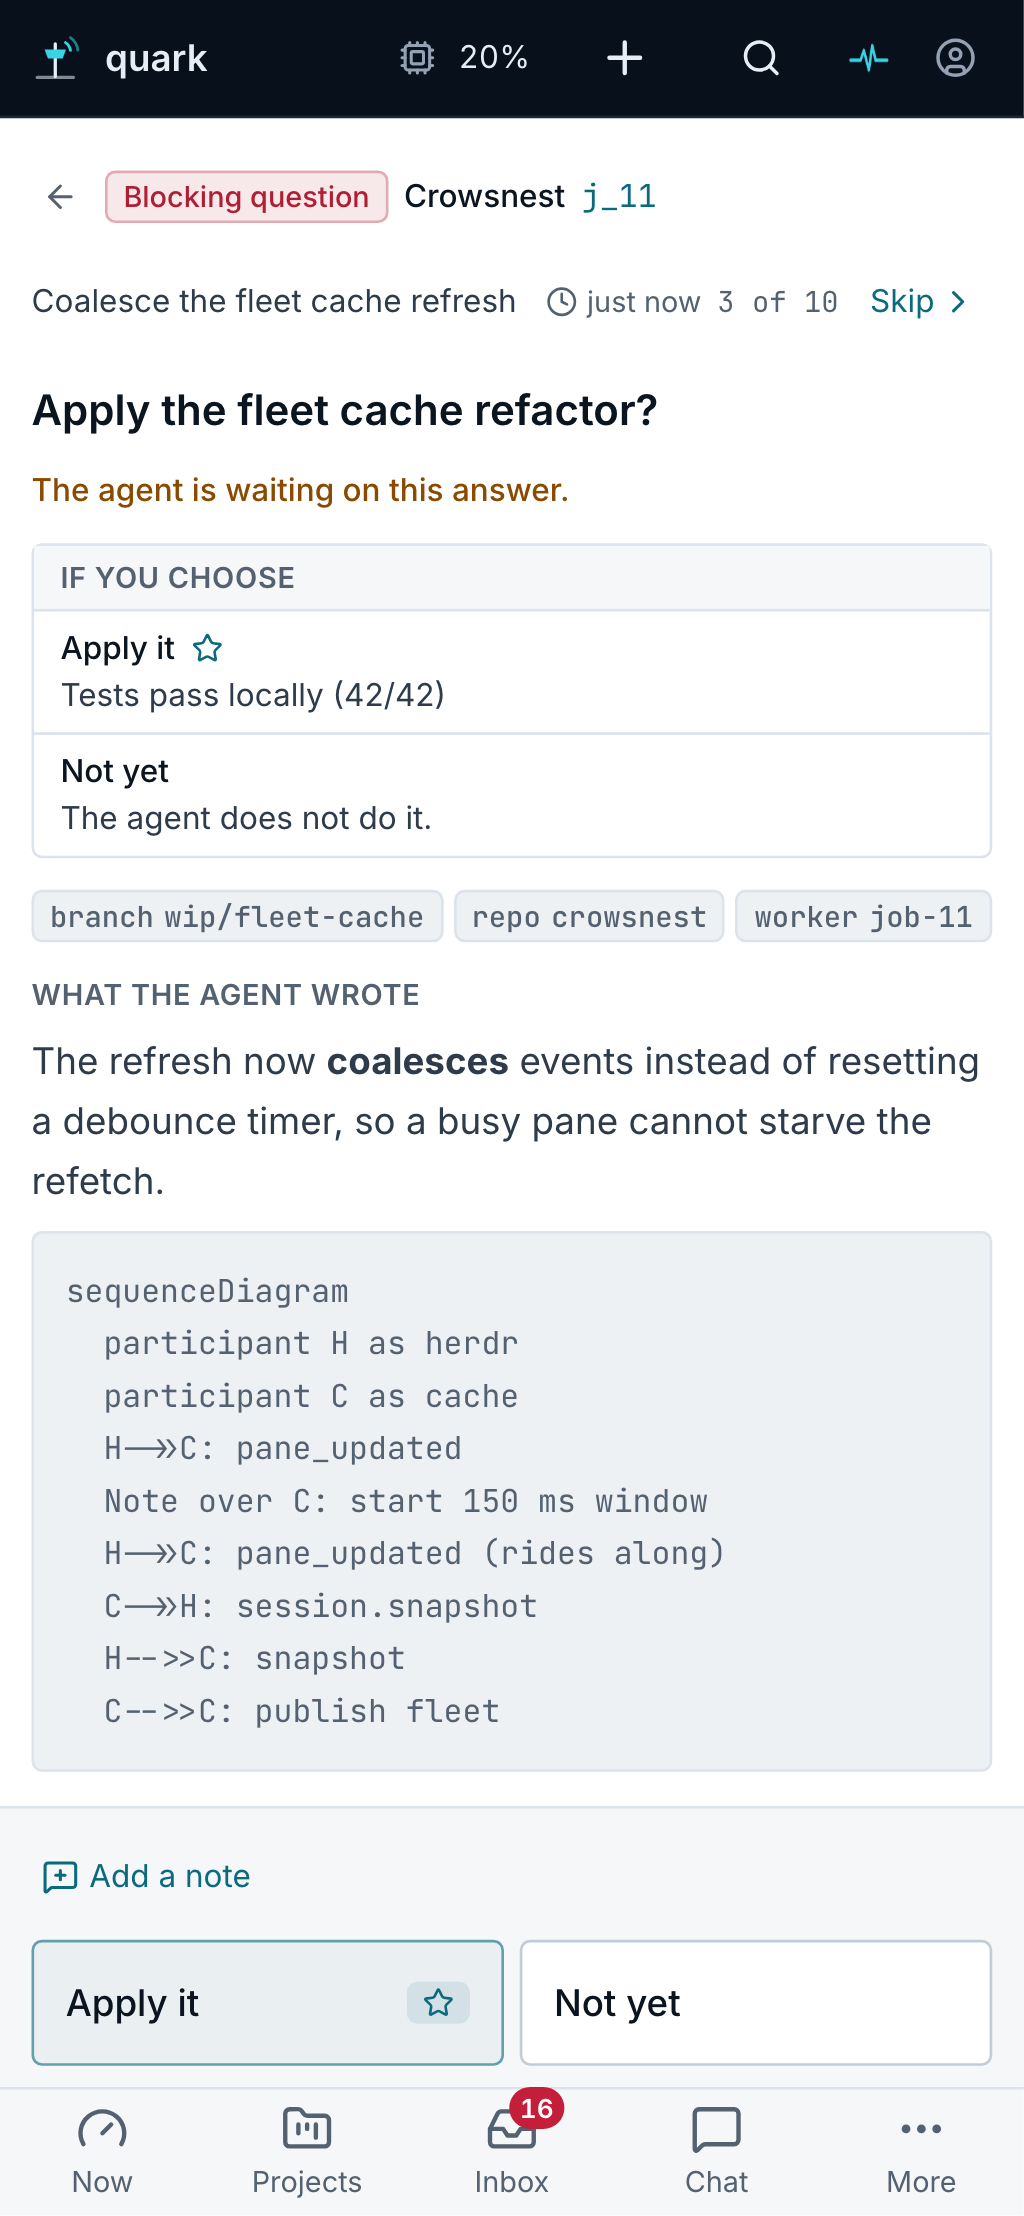 quark
20%
Blocking question Crowsnest j_11
Coalesce the fleet cache refresh just now 3 of 10 Skip
Apply the fleet cache refactor?
The agent is waiting on this answer.
IF YOU CHOOSE
Apply it
Tests pass locally (42/42)
Not yet
The agent does not do it.
branch wip/fleet-cache repo crowsnest worker job-11
WHAT THE AGENT WROTE
The refresh now coalesces events instead of resetting
a debounce timer, so a busy pane cannot starve the
refetch.
sequenceDiagram
participant H as herdr
participant C as cache
H->>C: pane_updated
Note over C: start 150 ms window
H->>C: pane_updated (rides along)
C->>H: session.snapshot
H-->>C: snapshot
C-->>C: publish fleet
Add a note
Apply it
Not yet
16
Now Projects Inbox Chat More